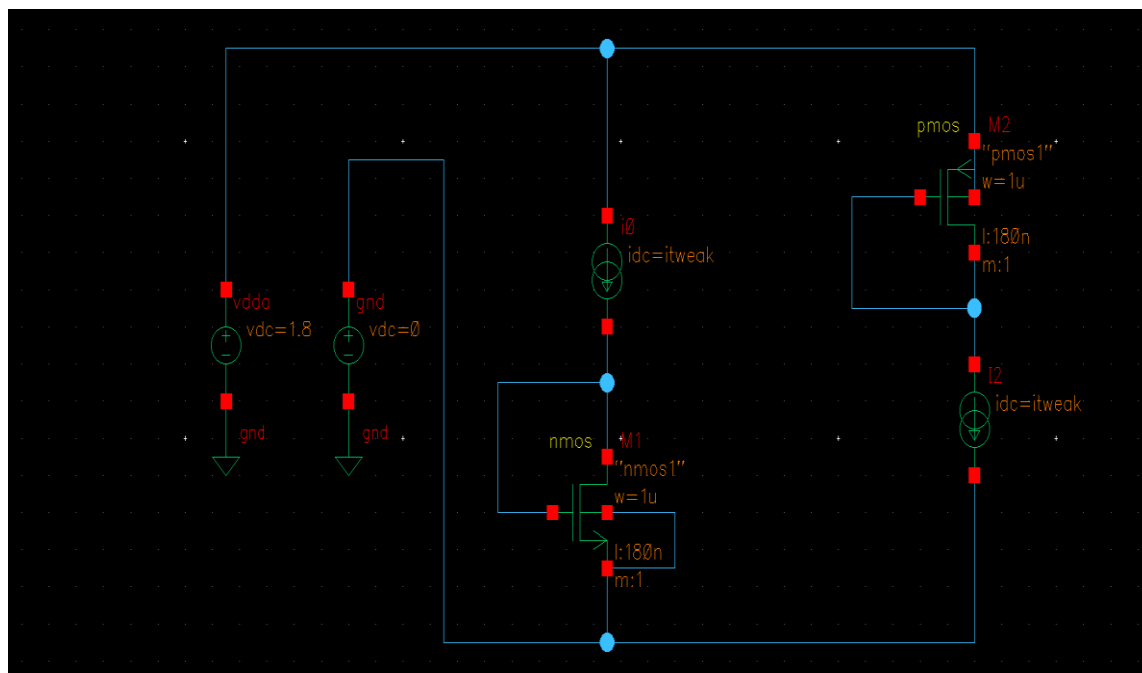 pmos M2
"pmos1"
w=1u
l:180n
m:1
i0
idc=itweak
vdda
vdc=1.8
gnd
gnd
vdc=0
gnd
I2
idc=itweak
nmos M1
"nmos1"
w=1u
l:180n
m:1